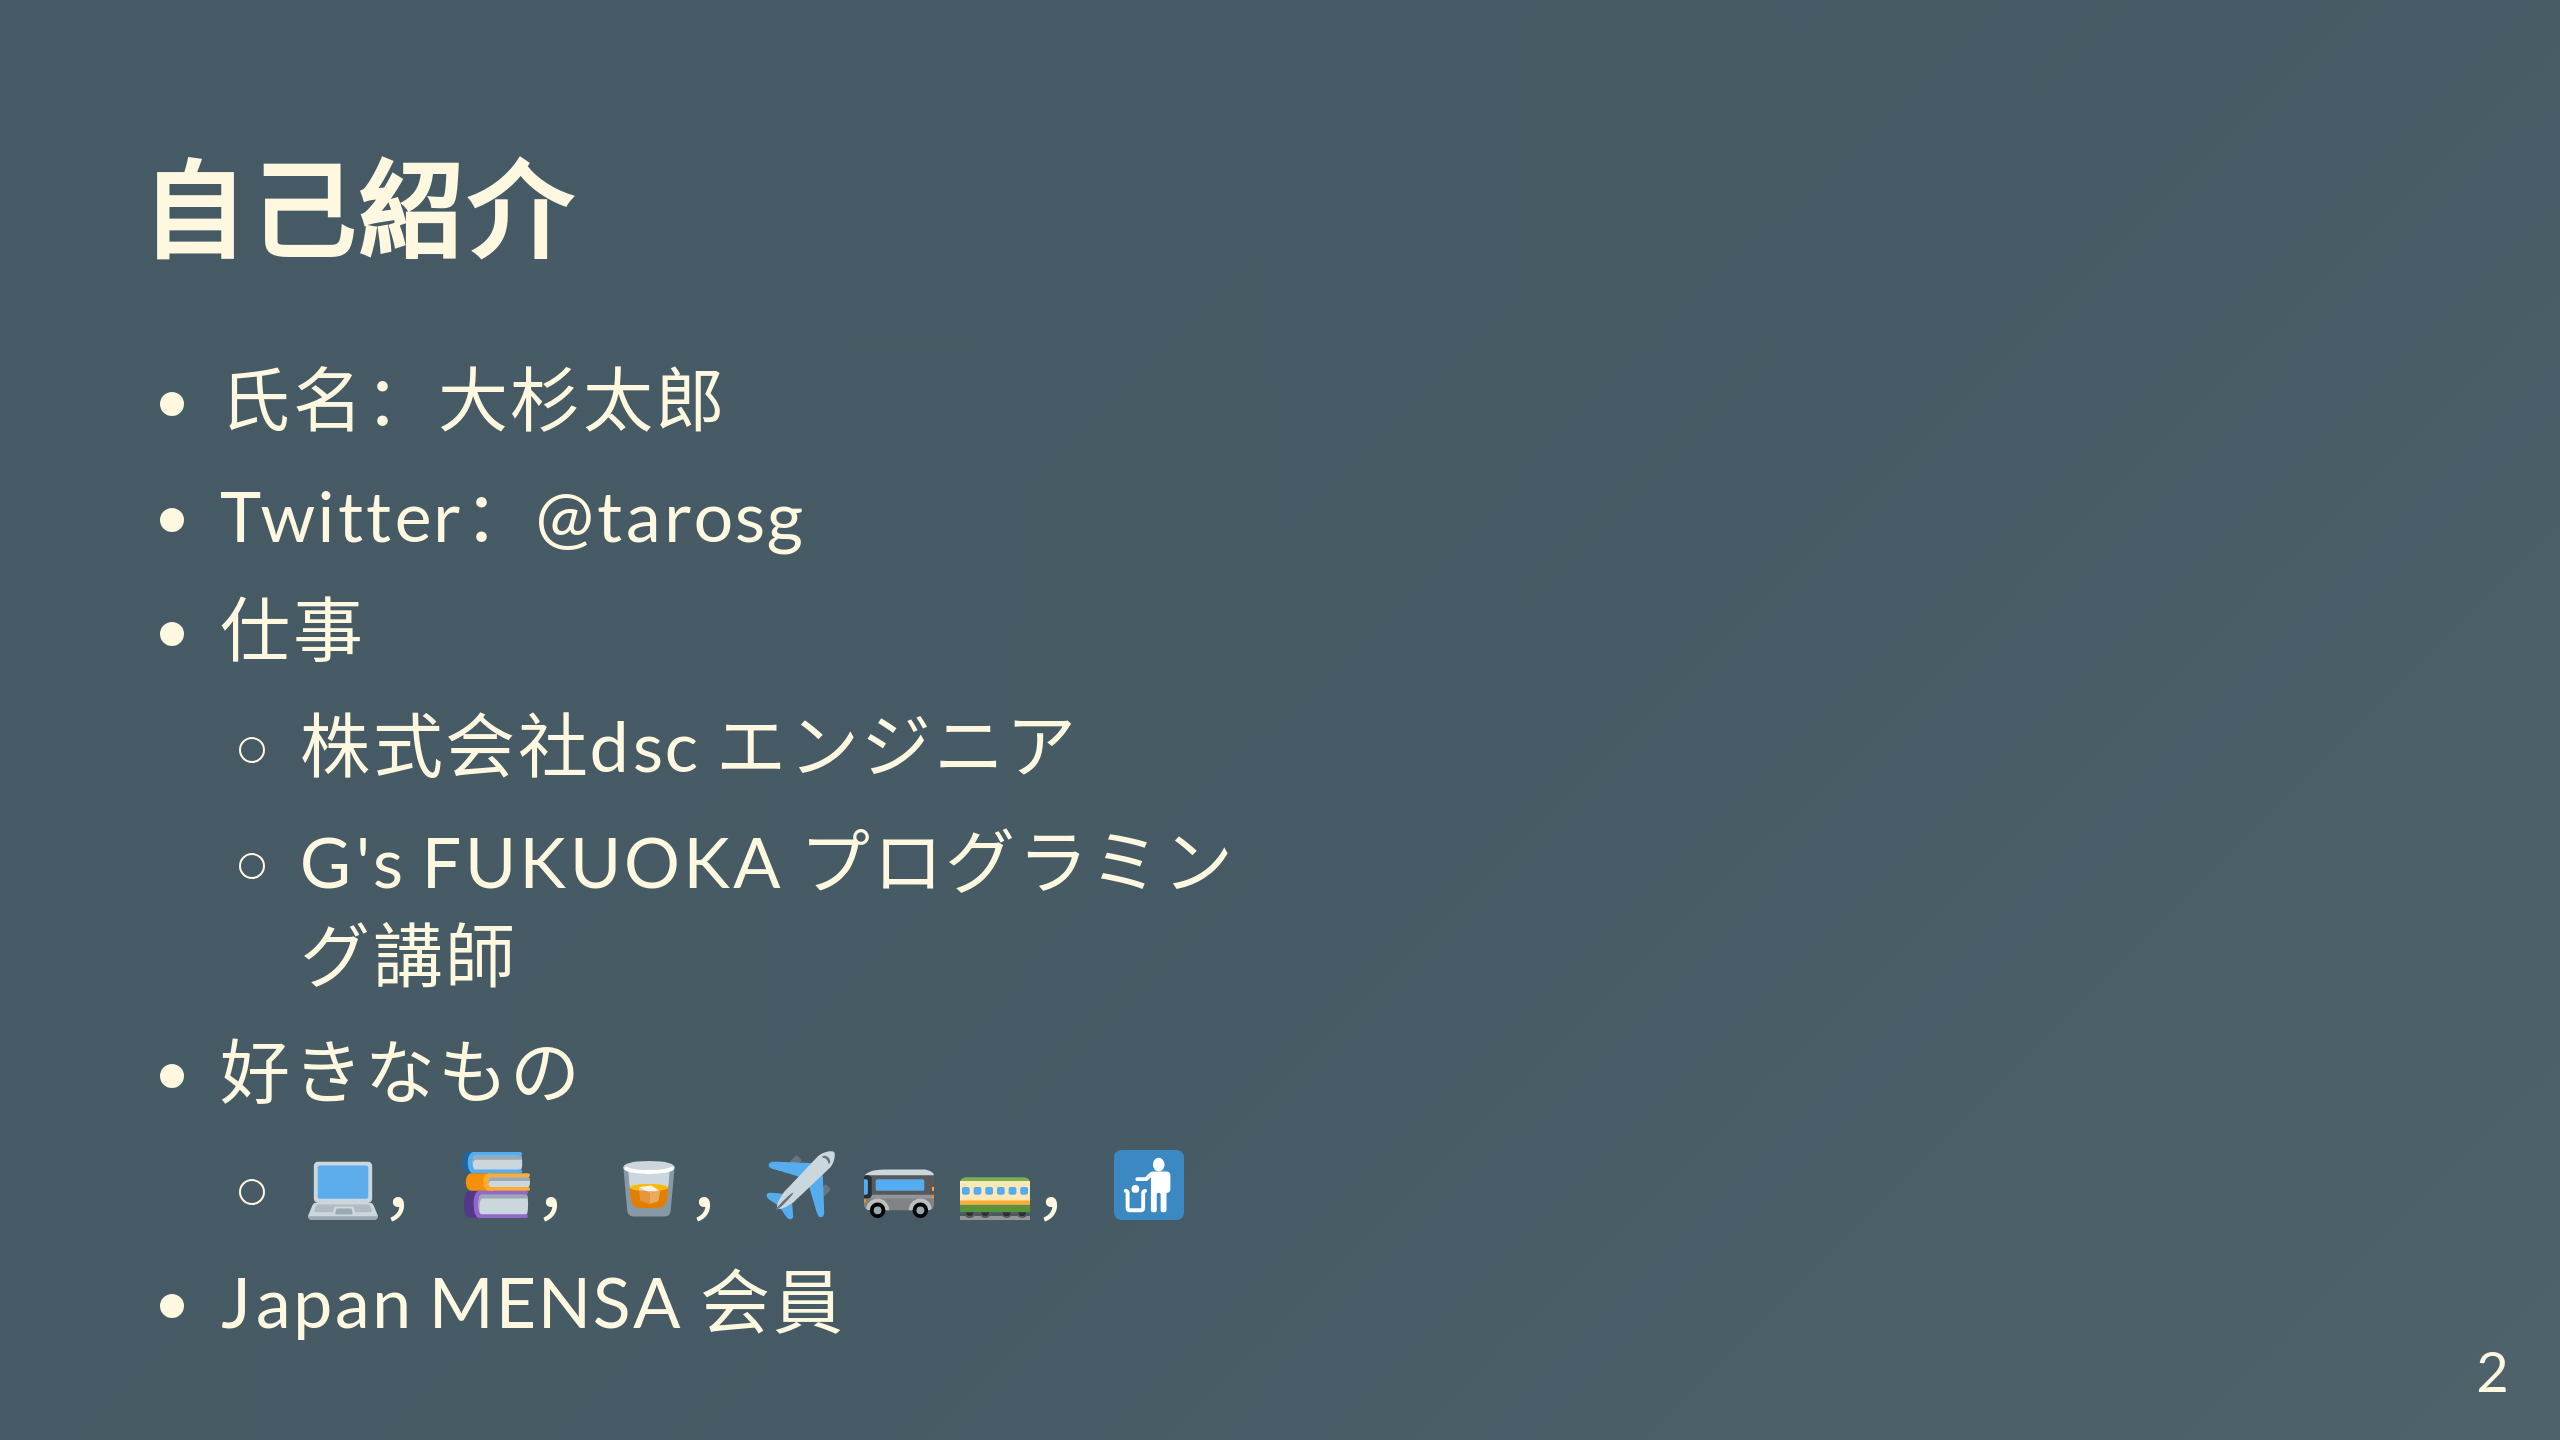 自己紹介
• 氏名：大杉太郎
• Twitter：@tarosg
• 仕事
○ 株式会社dsc エンジニア
○ G's FUKUOKA プログラミン
グ講師
• 好きなもの
○ 💻，📚，🥃，✈️ 🚌 🚃，🚮
• Japan MENSA 会員
2